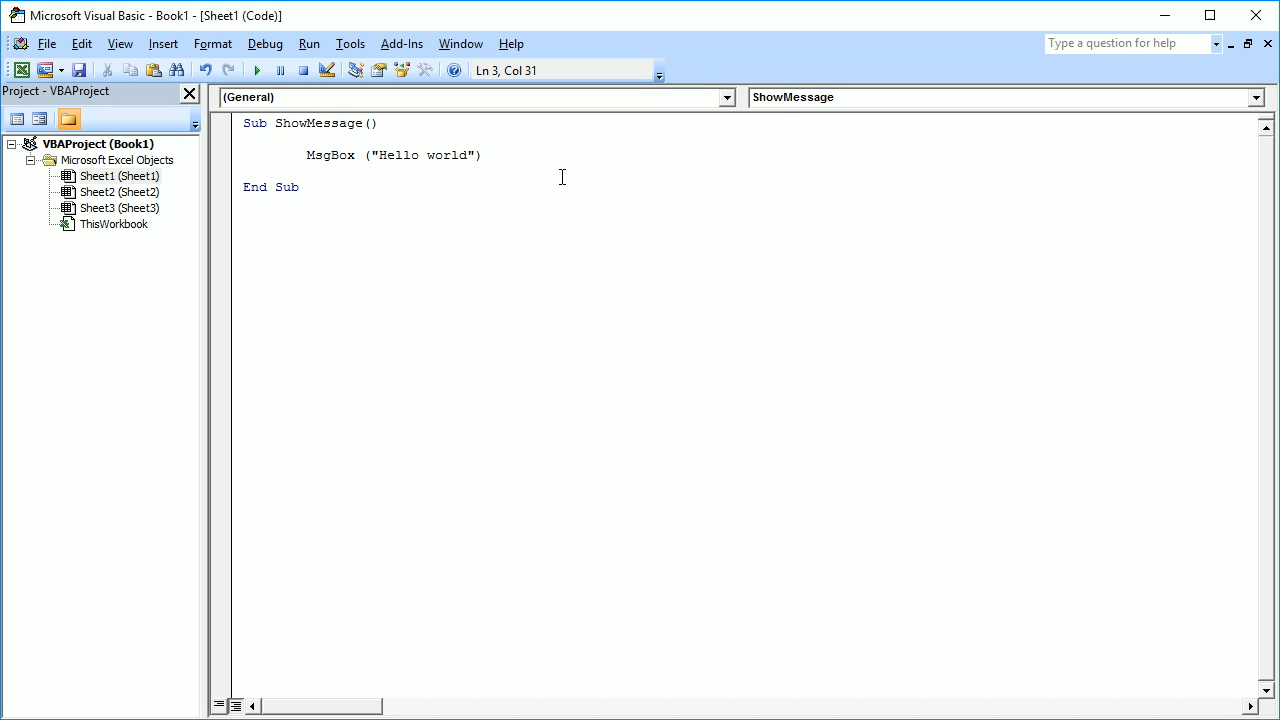 Microsoft Visual Basic - Book1 - [Sheet1 (Code)]
File Edit View Insert Format Debug Run Tools Add-Ins Window Help
Type a question for help
Ln 3, Col 31
Project - VBAProject
(General)
ShowMessage
VBAProject (Book1)
Microsoft Excel Objects
Sheet1 (Sheet1)
Sheet2 (Sheet2)
Sheet3 (Sheet3)
ThisWorkbook
Sub ShowMessage()
MsgBox ("Hello world")
End Sub